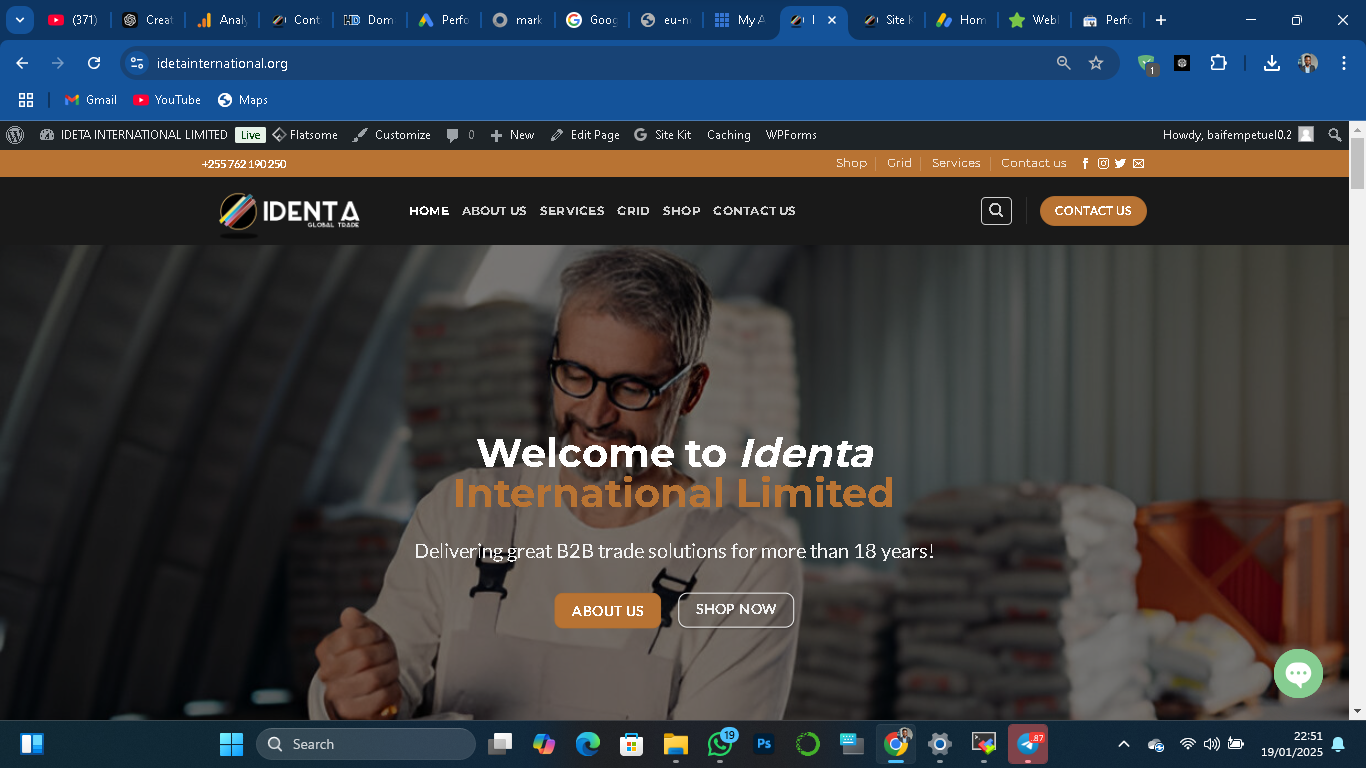 (371)
Creat
Analy
Cont
Dom
Perfo
mark
Goog
eu-n
My A
I
Site K
Hom
Webl
Perfo
idetainternational.org
1
Gmail
YouTube
Maps
IDETA INTERNATIONAL LIMITED Live Flatsome Customize 0 New Edit Page Site Kit Caching WPForms Howdy, baifempetuel0.2
+255 762 190 250 Shop Grid Services Contact us
IDENTA
GLOBAL TRADE
HOME ABOUT US SERVICES GRID SHOP CONTACT US CONTACT US
Welcome to Identa
International Limited
Delivering great B2B trade solutions for more than 18 years!
ABOUT US SHOP NOW
Search
19
Ps
87
22:51
19/01/2025